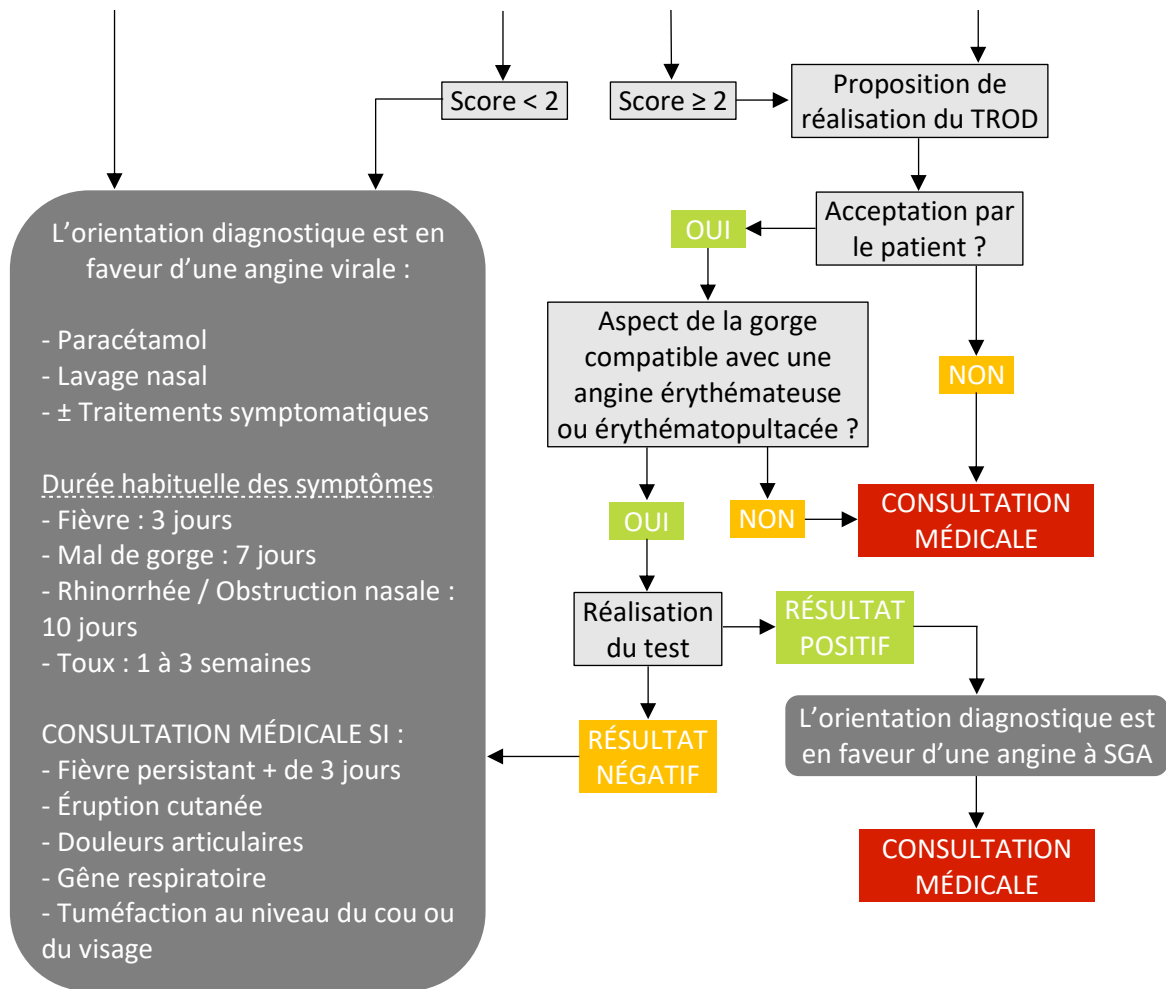 Score < 2
Score ≥ 2
Proposition de
réalisation du TROD
Acceptation par
le patient ?
OUI
NON
Aspect de la gorge
compatible avec une
angine érythémateuse
ou érythématopultacée ?
OUI
NON
CONSULTATION
MÉDICALE
Réalisation
du test
RÉSULTAT
POSITIF
RÉSULTAT
NÉGATIF
L’orientation diagnostique est
en faveur d’une angine à SGA
CONSULTATION
MÉDICALE
L’orientation diagnostique est en
faveur d’une angine virale :
- Paracétamol
- Lavage nasal
- ± Traitements symptomatiques
Durée habituelle des symptômes
- Fièvre : 3 jours
- Mal de gorge : 7 jours
- Rhinorrhée / Obstruction nasale :
10 jours
- Toux : 1 à 3 semaines
CONSULTATION MÉDICALE SI :
- Fièvre persistant + de 3 jours
- Éruption cutanée
- Douleurs articulaires
- Gêne respiratoire
- Tuméfaction au niveau du cou ou
du visage